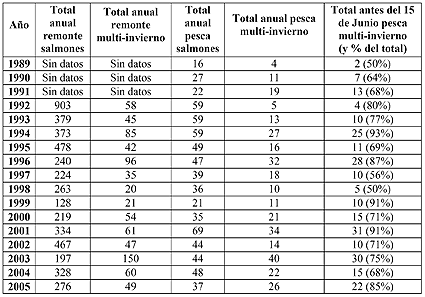 Año Total anual remonte salmones Total anual remonte multi-invierno Total anual pesca salmones Total anual pesca multi-invierno Total antes del 15 de Junio pesca multi-invierno (y % del total)
1989 Sin datos Sin datos 16 4 2 (50%)
1990 Sin datos Sin datos 27 11 7 (64%)
1991 Sin datos Sin datos 22 19 13 (68%)
1992 903 58 59 5 4 (80%)
1993 379 45 59 13 10 (77%)
1994 373 85 59 27 25 (93%)
1995 478 42 49 16 11 (69%)
1996 240 96 47 32 28 (87%)
1997 224 35 39 18 10 (56%)
1998 263 20 36 10 5 (50%)
1999 128 21 21 11 10 (91%)
2000 219 54 35 21 15 (71%)
2001 334 61 69 34 31 (91%)
2002 467 47 44 14 10 (71%)
2003 197 150 44 40 30 (75%)
2004 328 60 48 22 15 (68%)
2005 276 49 37 26 22 (85%)